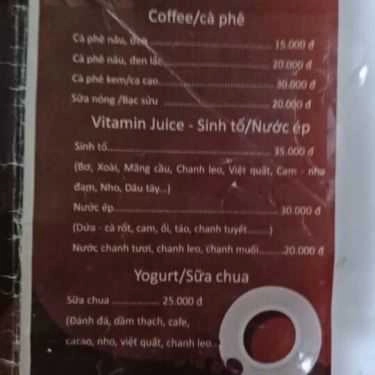 Coffee/cà phê
Cà phê nâu, đen ............ 15.000 đ
Cà phê nâu, đen lắc ............ 20.000 đ
Cà phê kem/ca cao ............ 30.000 đ
Sữa nóng /Bạc sửu ............ 20.000 đ
Vitamin Juice - Sinh tố/Nước ép
Sinh tố ............ 35.000 đ
(Bơ, Xoài, Mãng cầu, Chanh leo, Việt quất, Cam - nha
đam, Nho, Dâu tây...)
Nước ép ............ 30.000 đ
(Dứa - cà rốt, cam, ổi, táo, chanh tuyết.......)
Nước chanh tươi, chanh leo, chanh muối.........20.000 đ
Yogurt/Sữa chua
Sữa chua ............ 25.000 đ
(Đánh đá, dầm thạch, cafe,
cacao, nho, việt quất, chanh leo...